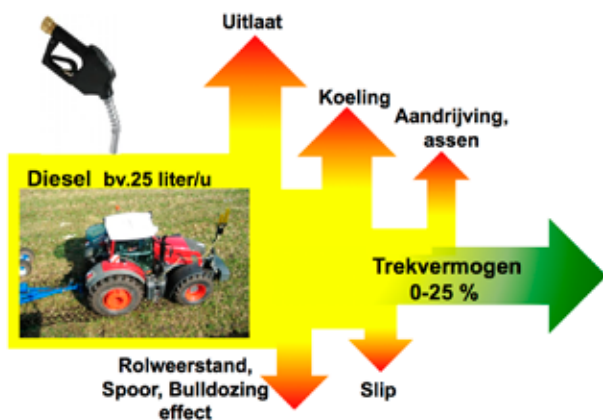 Uitlaat
Koeling
Aandrijving,
assen
Diesel bv.25 liter/u
Trekvermogen
0-25 %
Rolweerstand,
Spoor, Bulldozing
effect
Slip